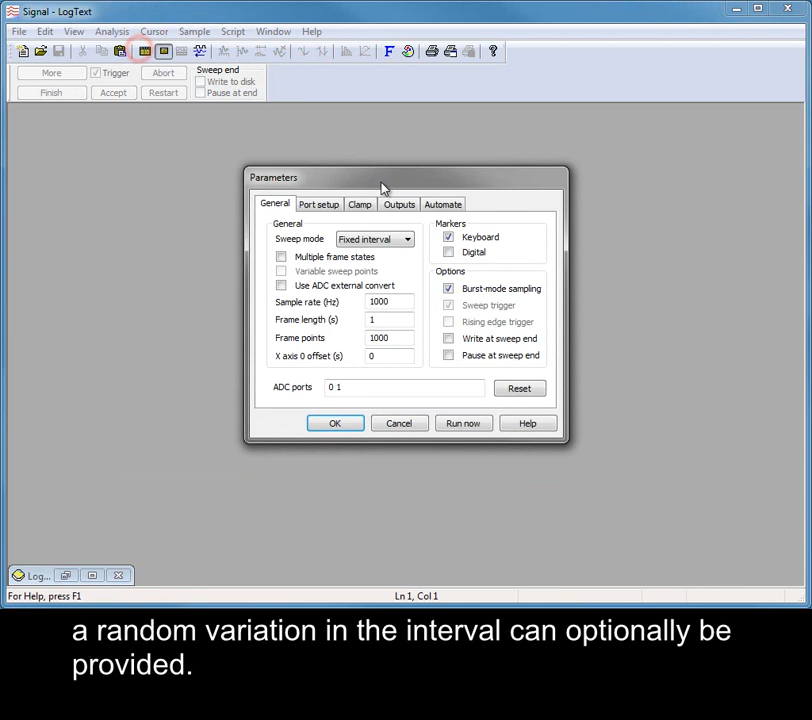 Signal - LogText
File Edit View Analysis Cursor Sample Script Window Help
More Trigger Abort Sweep end
Write to disk
Finish Accept Restart Pause at end
Parameters
General Port setup Clamp Outputs Automate
General
Sweep mode Fixed interval
Multiple frame states
Variable sweep points
Use ADC external convert
Sample rate (Hz) 1000
Frame length (s) 1
Frame points 1000
X axis 0 offset (s) 0
Markers
Keyboard
Digital
Options
Burst-mode sampling
Sweep trigger
Rising edge trigger
Write at sweep end
Pause at sweep end
ADC ports 0 1 Reset
OK Cancel Run now Help
Log...
For Help, press F1 Ln 1, Col 1
a random variation in the interval can optionally be
provided.